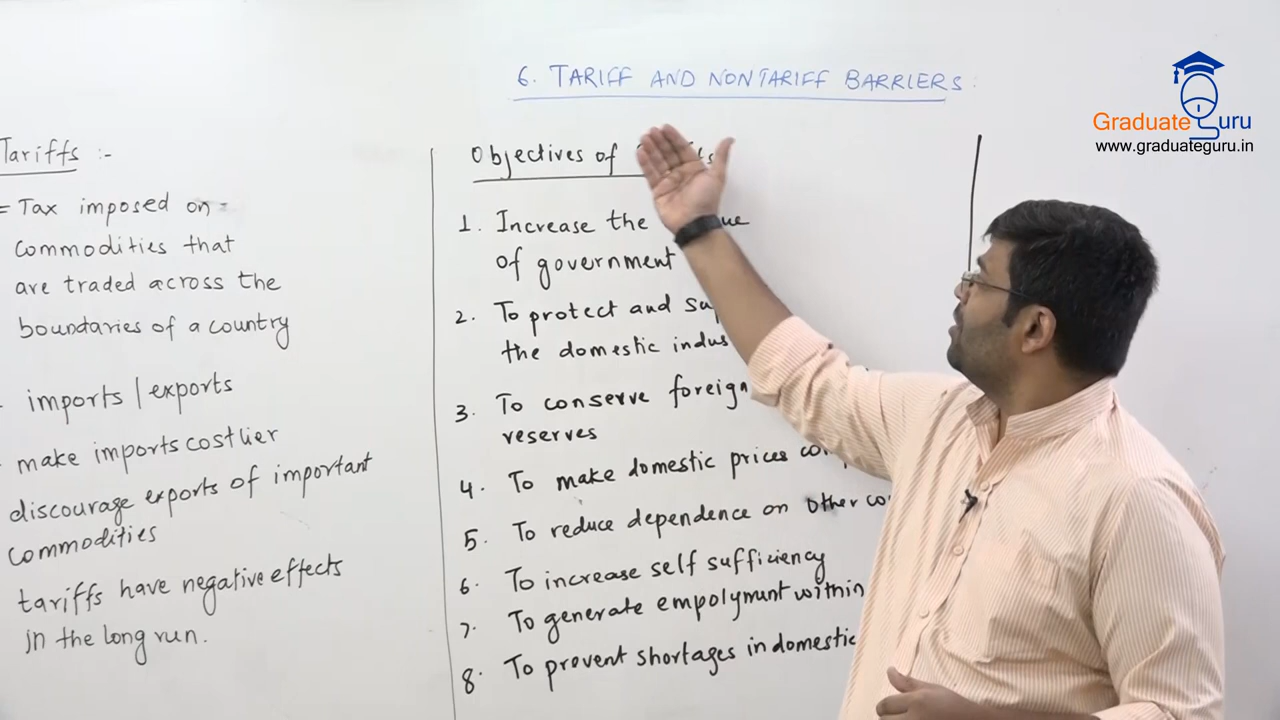 6. TARIFF AND NONTARIFF BARRIERS:
GraduateGuru
www.graduateguru.in
Tariffs :-
= Tax imposed on -
commodities that
are traded across the
boundaries of a country
- imports / exports
- make imports costlier
discourage exports of important
commodities
tariffs have negative effects
in the long run.
Objectives of
1. Increase the
of government
2. To protect and
the domestic
3. To conserve foreign
reserves
4. To make domestic prices
5. To reduce dependence on other
6. To increase self sufficiency
7. To generate empolyment within
8. To prevent shortages in domestic